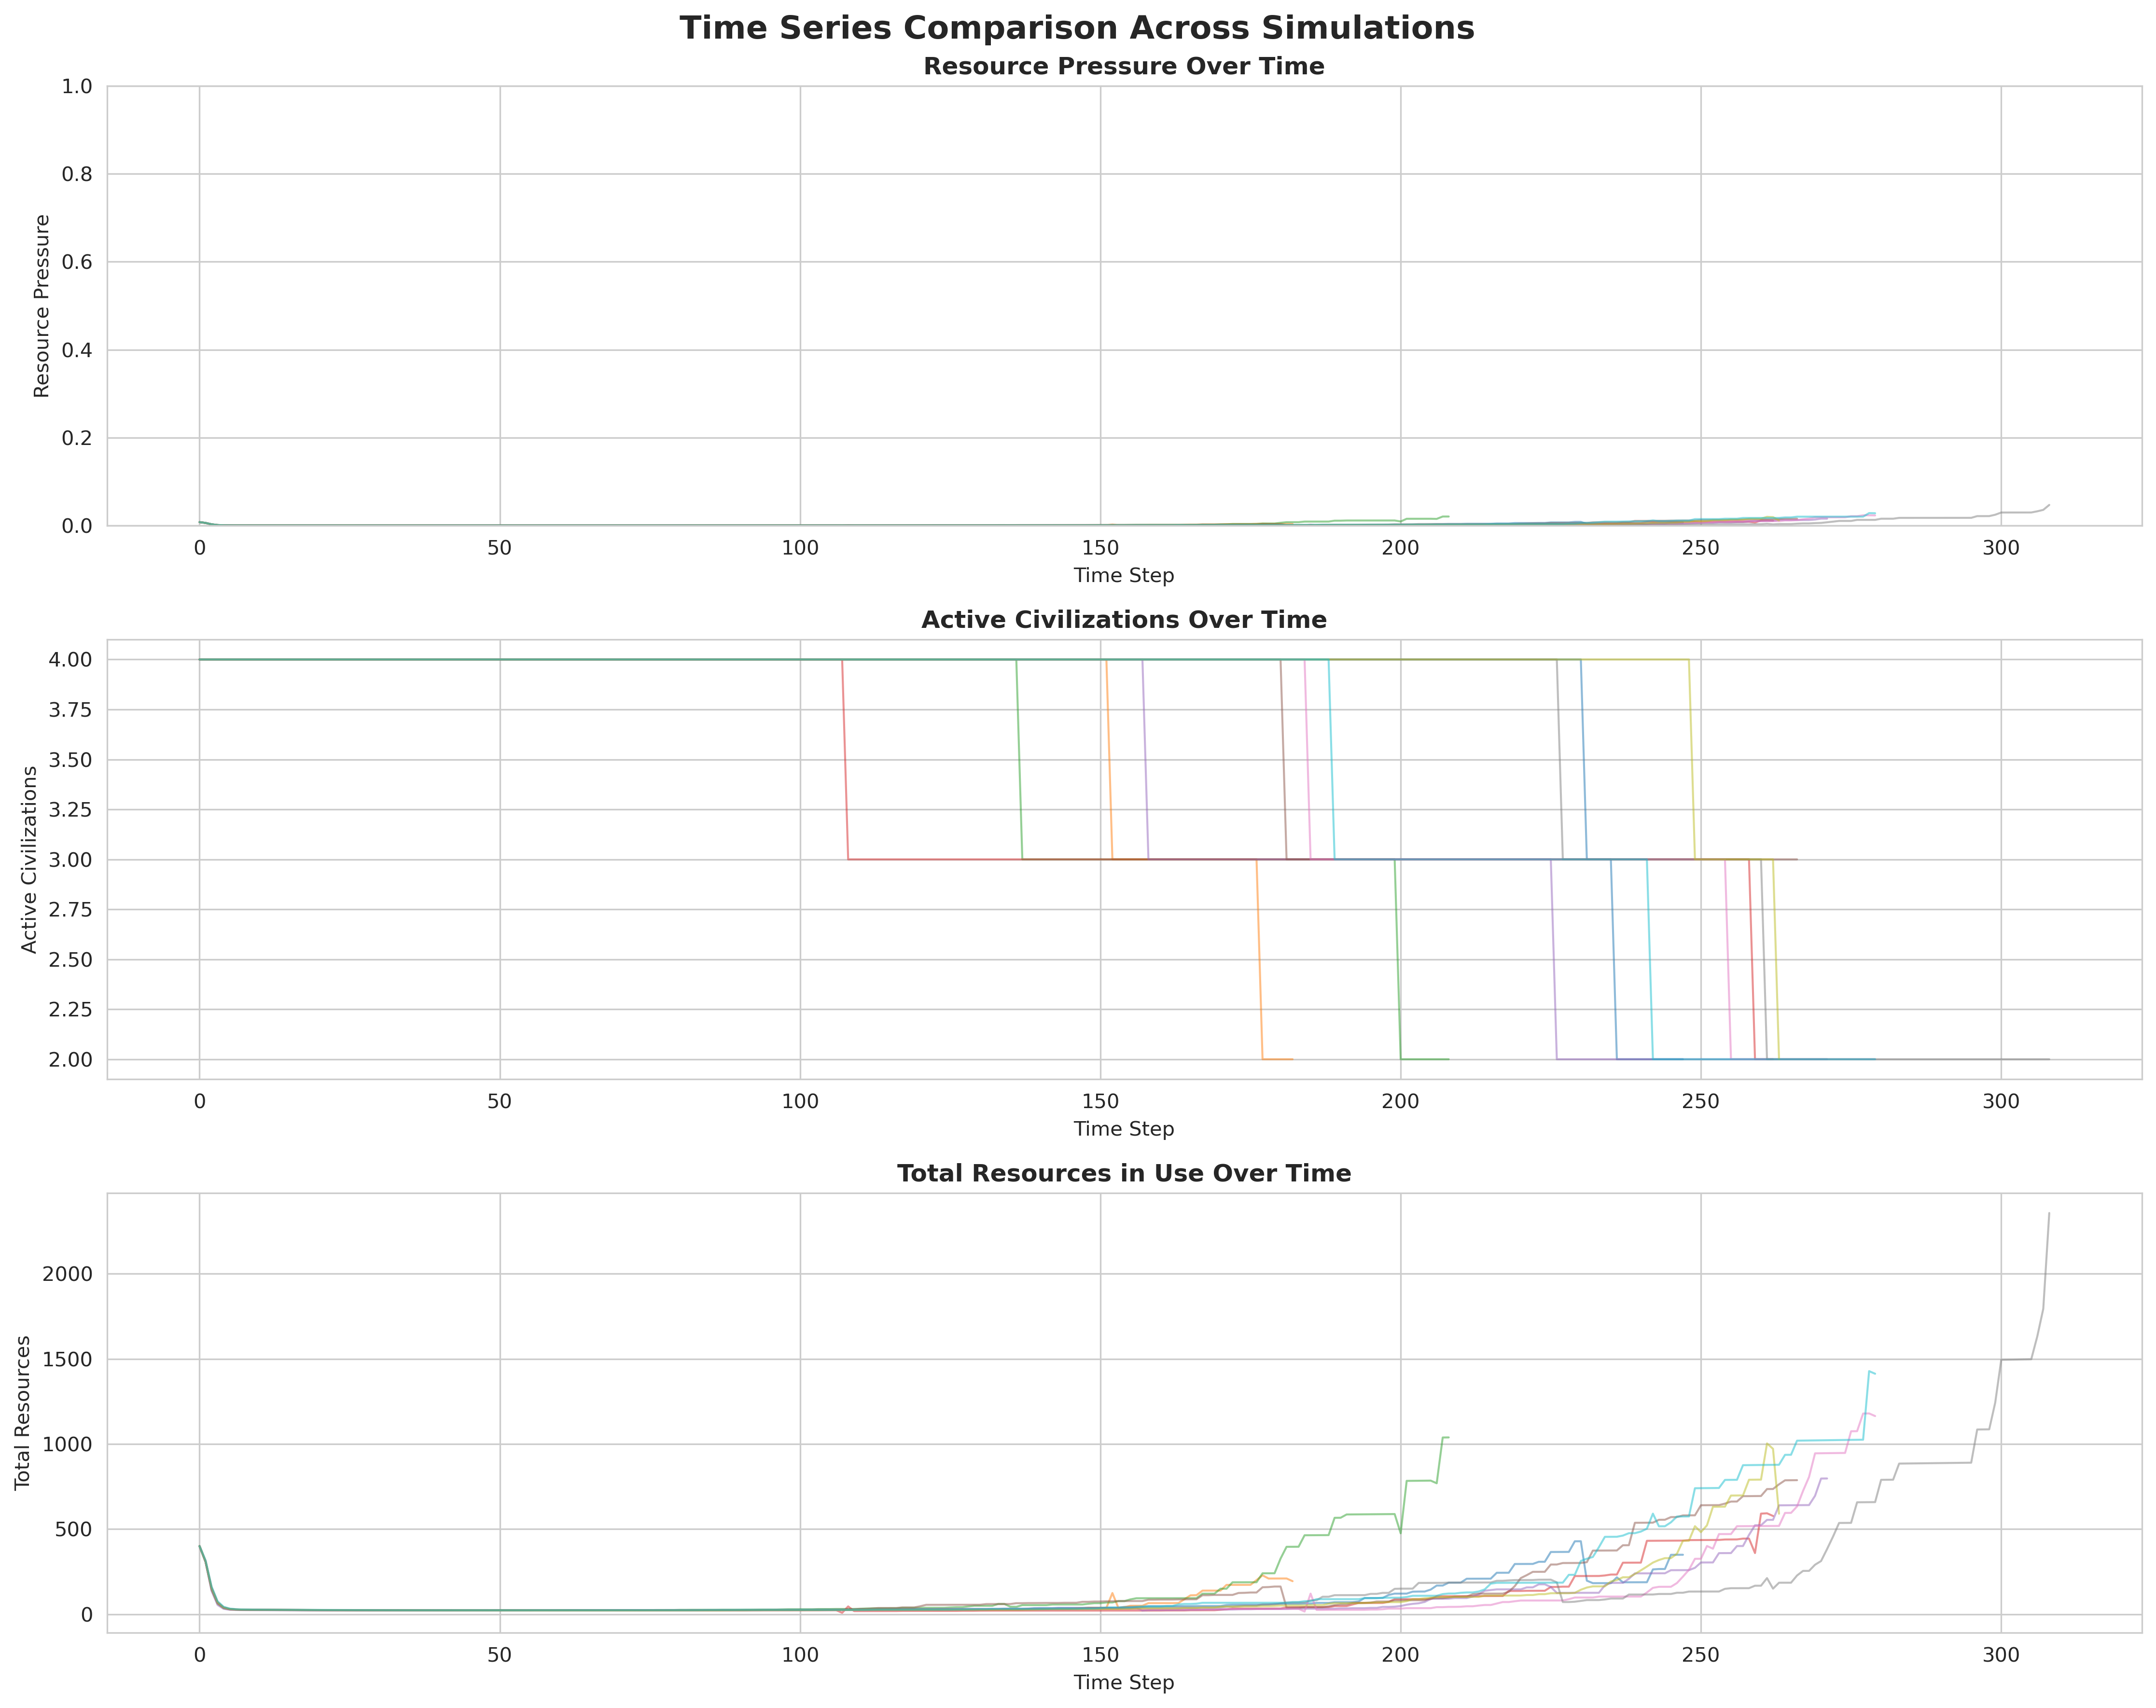 Time Series Comparison Across Simulations
Resource Pressure Over Time
1.0
0.8
0.6
0.4
0.2
0.0
Resource Pressure
0 50 100 150 200 250 300
Time Step
Active Civilizations Over Time
4.00
3.75
3.50
3.25
3.00
2.75
2.50
2.25
2.00
Active Civilizations
0 50 100 150 200 250 300
Time Step
Total Resources in Use Over Time
2000
1500
1000
500
0
Total Resources
0 50 100 150 200 250 300
Time Step